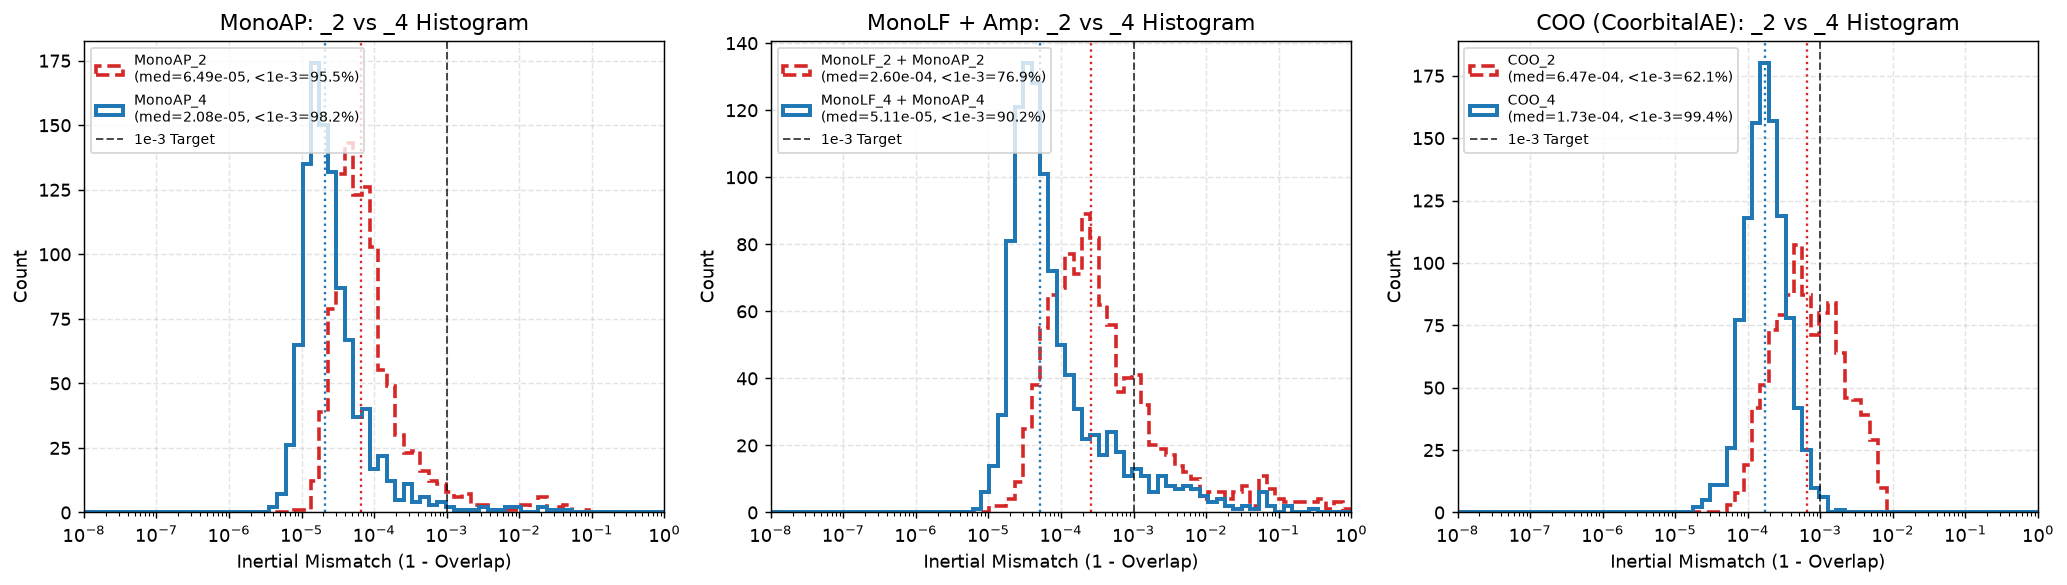 MonoAP: _2 vs _4 Histogram
MonoAP_2
(med=6.49e-05, <1e-3=95.5%)
MonoAP_4
(med=2.08e-05, <1e-3=98.2%)
1e-3 Target
Count
175
150
125
100
75
50
25
0
10⁻⁸ 10⁻⁷ 10⁻⁶ 10⁻⁵ 10⁻⁴ 10⁻³ 10⁻² 10⁻¹ 10⁰
Inertial Mismatch (1 - Overlap)
MonoLF + Amp: _2 vs _4 Histogram
MonoLF_2 + MonoAP_2
(med=2.60e-04, <1e-3=76.9%)
MonoLF_4 + MonoAP_4
(med=5.11e-05, <1e-3=90.2%)
1e-3 Target
Count
140
120
100
80
60
40
20
0
10⁻⁸ 10⁻⁷ 10⁻⁶ 10⁻⁵ 10⁻⁴ 10⁻³ 10⁻² 10⁻¹ 10⁰
Inertial Mismatch (1 - Overlap)
COO (CoorbitalAE): _2 vs _4 Histogram
COO_2
(med=6.47e-04, <1e-3=62.1%)
COO_4
(med=1.73e-04, <1e-3=99.4%)
1e-3 Target
Count
175
150
125
100
75
50
25
0
10⁻⁸ 10⁻⁷ 10⁻⁶ 10⁻⁵ 10⁻⁴ 10⁻³ 10⁻² 10⁻¹ 10⁰
Inertial Mismatch (1 - Overlap)